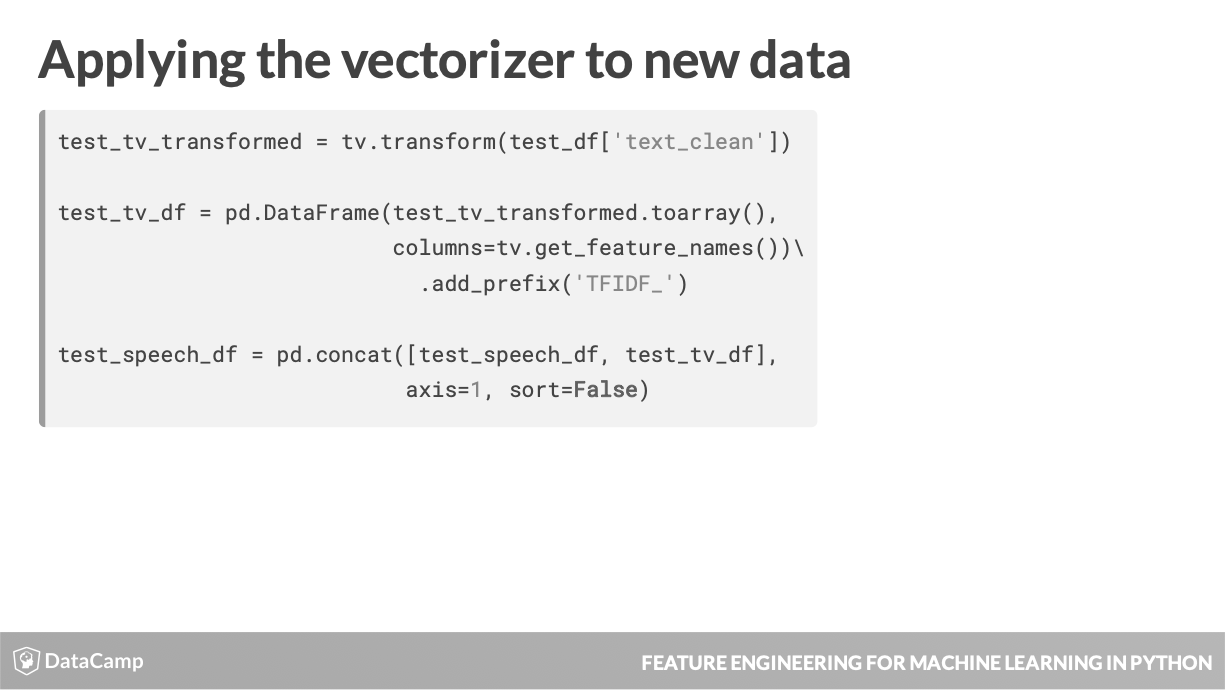 Applying the vectorizer to new data
test_tv_transformed = tv.transform(test_df['text_clean'])
test_tv_df = pd.DataFrame(test_tv_transformed.toarray(),
columns=tv.get_feature_names())\
.add_prefix('TFIDF_')
test_speech_df = pd.concat([test_speech_df, test_tv_df],
axis=1, sort=False)
DataCamp
FEATURE ENGINEERING FOR MACHINE LEARNING IN PYTHON